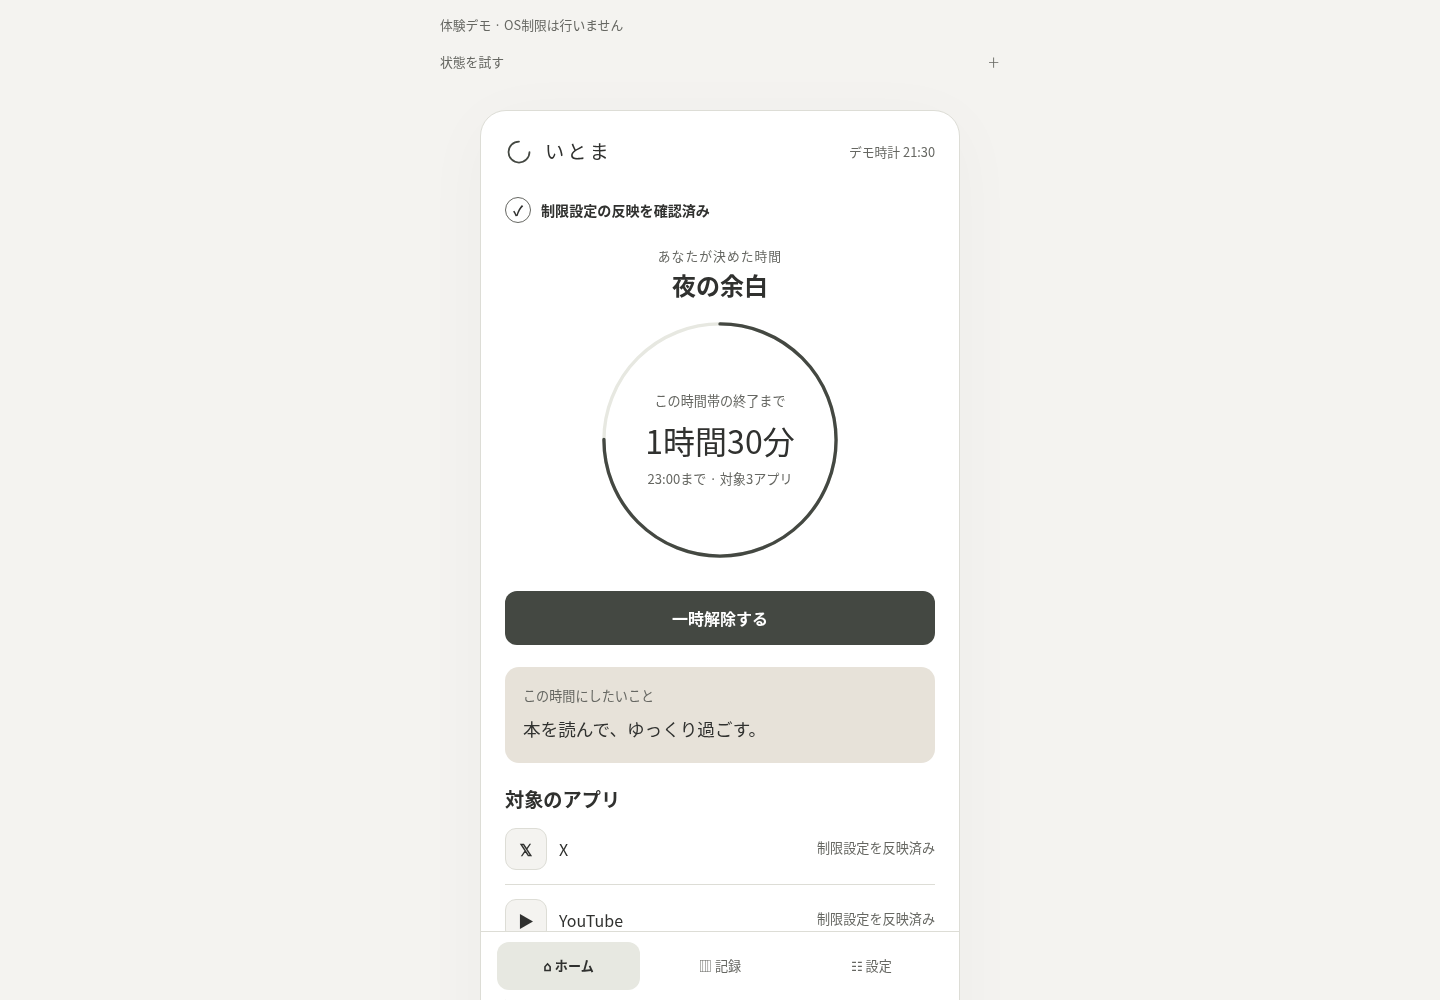 体験デモ · OS制限は行いません
状態を試す +
いとま
デモ時計 21:30
✓ 制限設定の反映を確認済み
あなたが決めた時間
夜の余白
この時間帯の終了まで
1時間30分
23:00まで · 対象3アプリ
一時解除する
この時間にしたいこと
本を読んで、ゆっくり過ごす。
対象のアプリ
𝕏 X 制限設定を反映済み
▶ YouTube 制限設定を反映済み
⌂ ホーム ▥ 記録 ☷ 設定